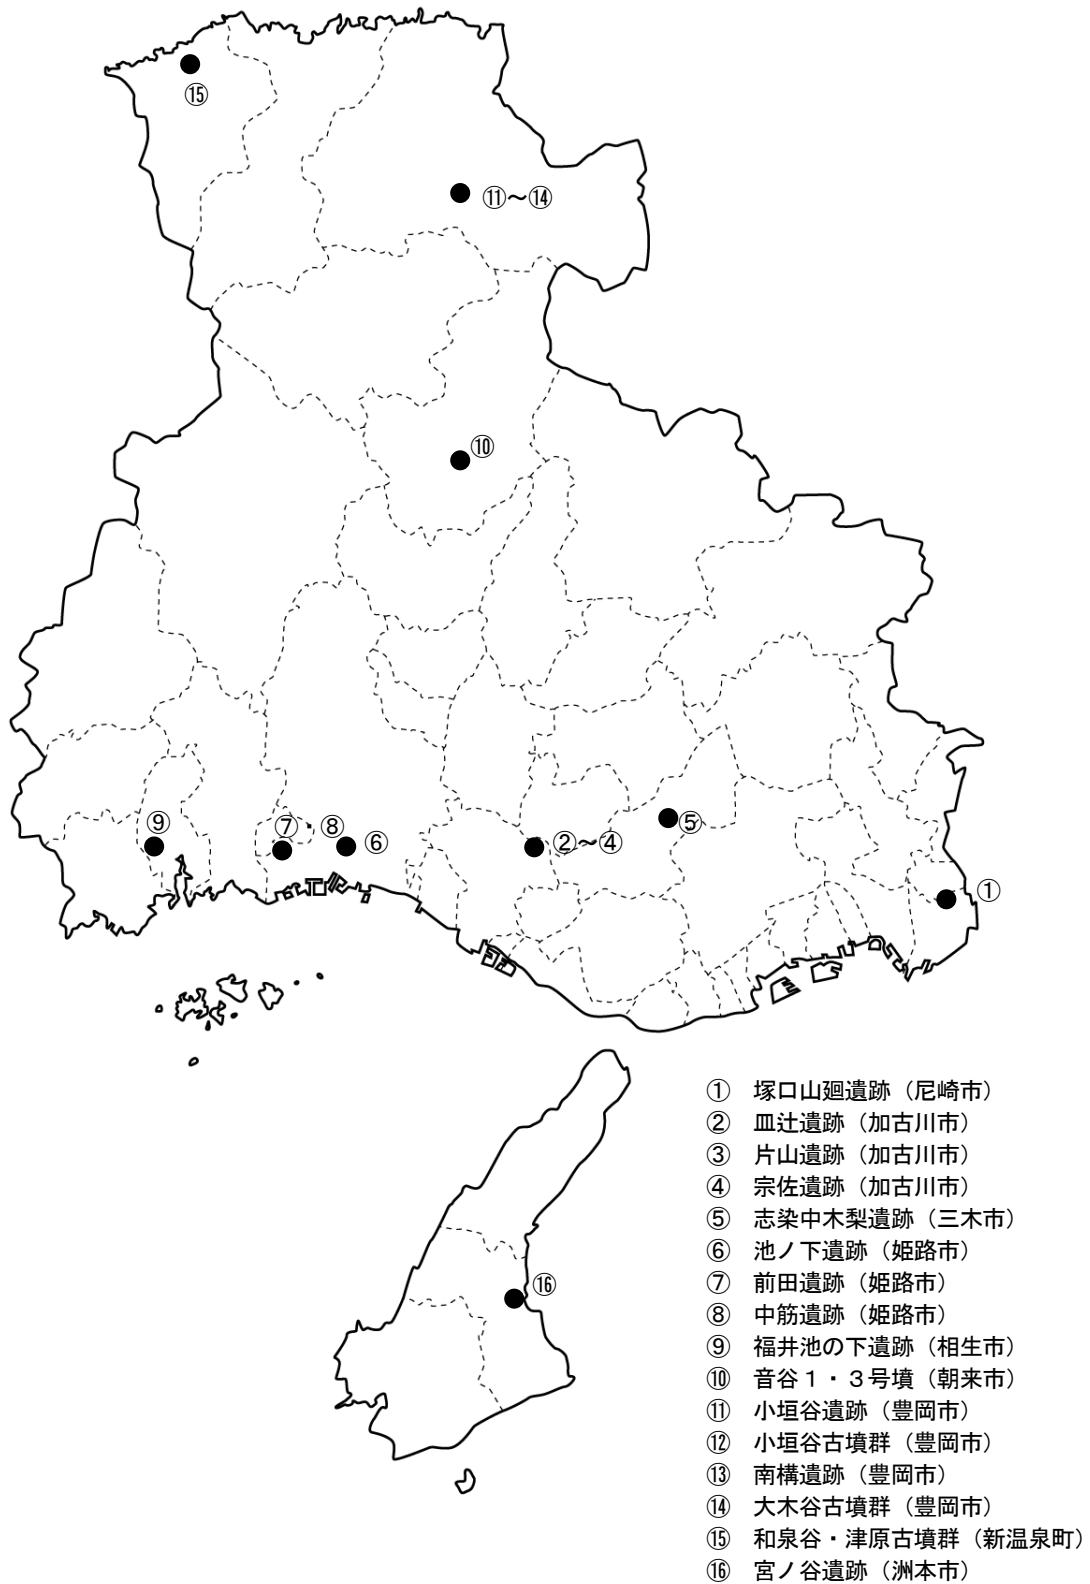 ⑮
⑪～⑭
⑩
⑨
⑦
⑧
⑥
②～④
⑤
①
⑯
① 塚口山廻遺跡（尼崎市）
② 皿辻遺跡（加古川市）
③ 片山遺跡（加古川市）
④ 宗佐遺跡（加古川市）
⑤ 志染中木梨遺跡（三木市）
⑥ 池ノ下遺跡（姫路市）
⑦ 前田遺跡（姫路市）
⑧ 中筋遺跡（姫路市）
⑨ 福井池の下遺跡（相生市）
⑩ 音谷１・３号墳（朝来市）
⑪ 小垣谷遺跡（豊岡市）
⑫ 小垣谷古墳群（豊岡市）
⑬ 南構遺跡（豊岡市）
⑭ 大木谷古墳群（豊岡市）
⑮ 和泉谷・津原古墳群（新温泉町）
⑯ 宮ノ谷遺跡（洲本市）